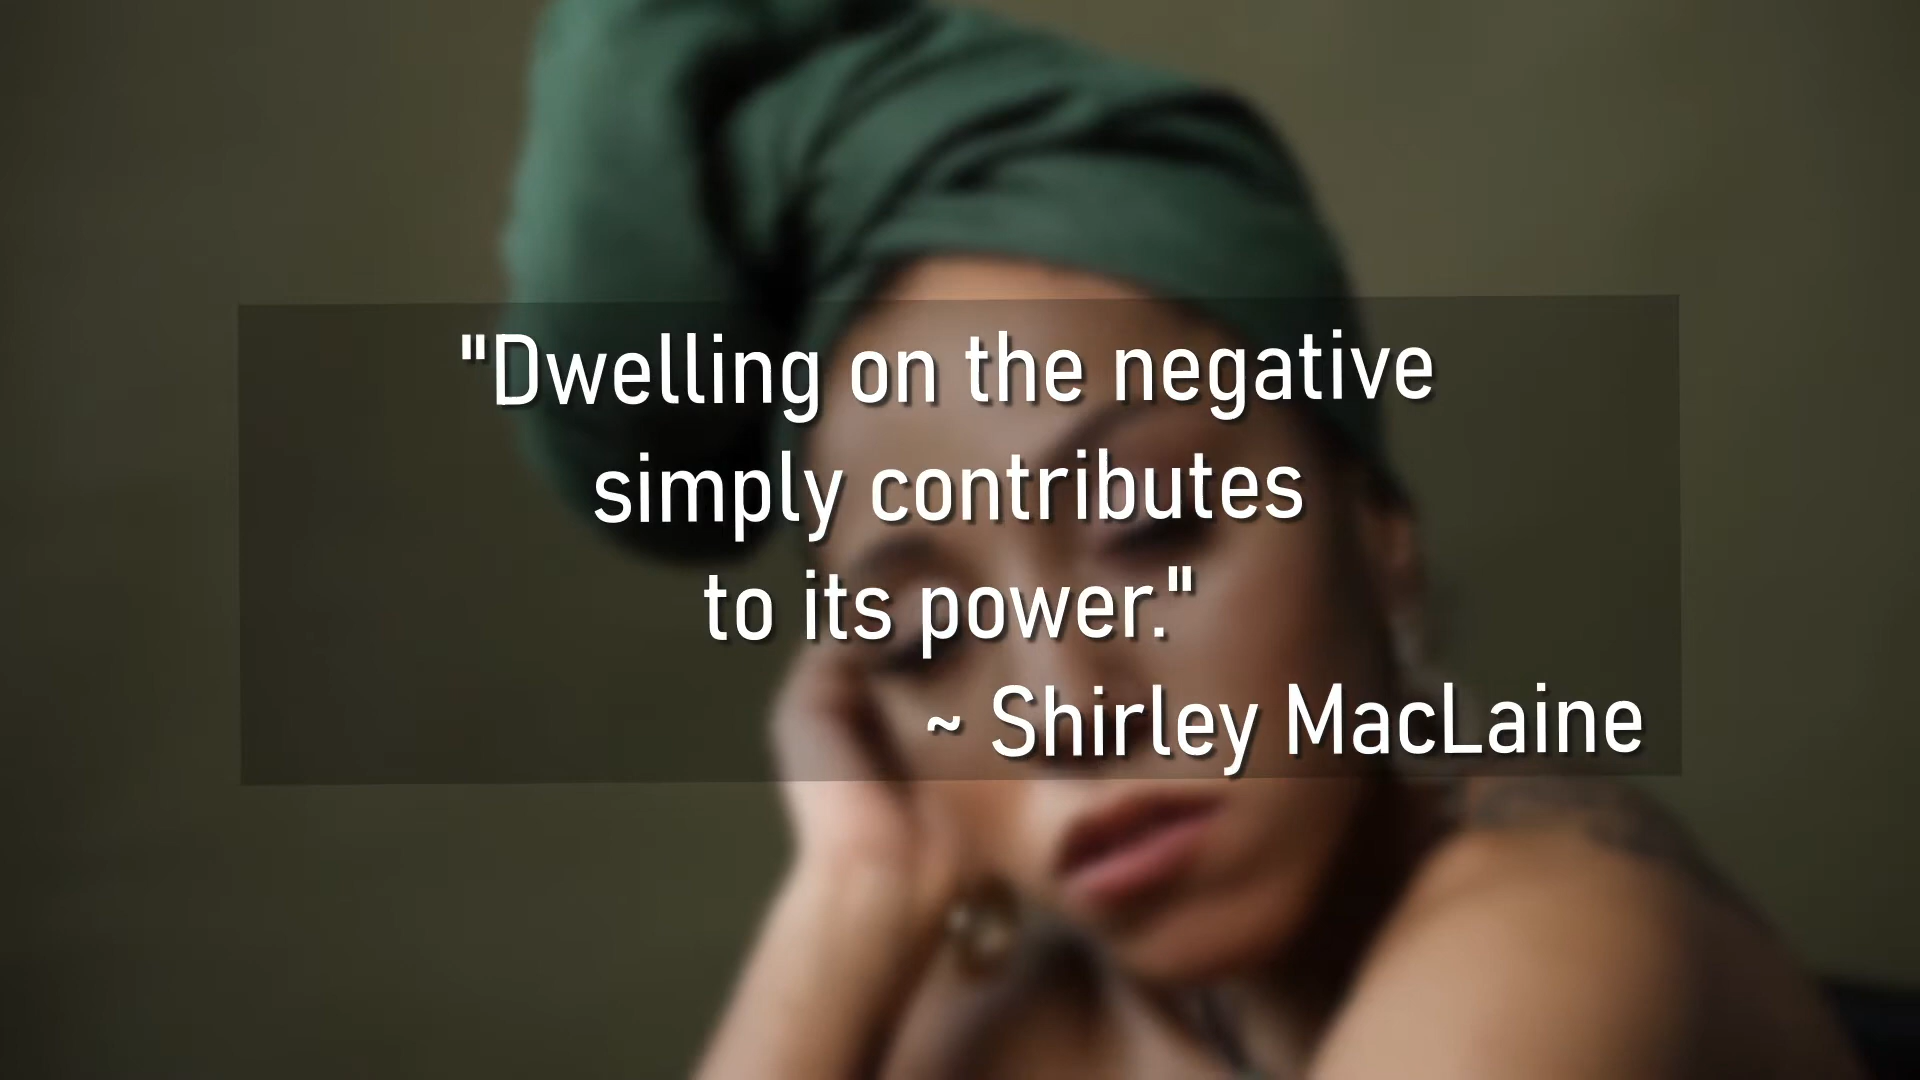 "Dwelling on the negative
simply contributes
to its power."
~ Shirley MacLaine